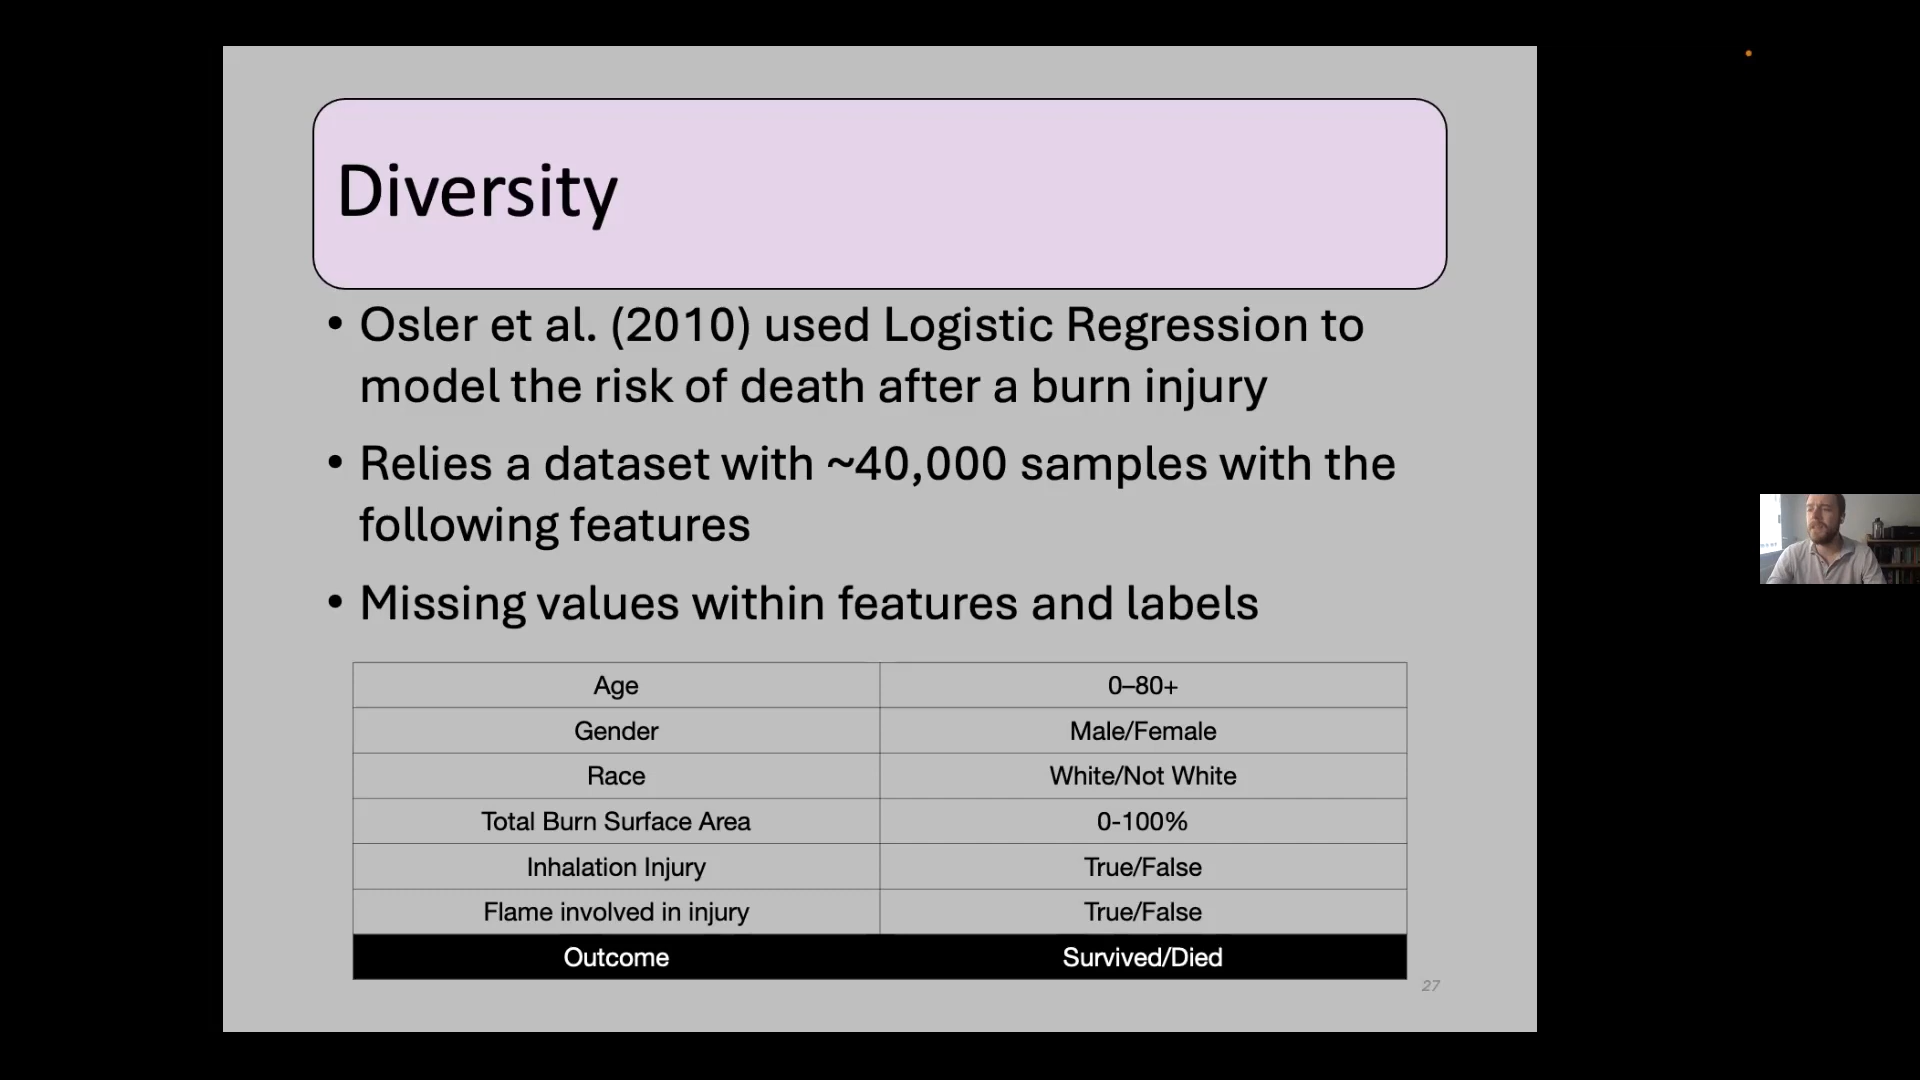 Diversity
• Osler et al. (2010) used Logistic Regression to
model the risk of death after a burn injury
• Relies a dataset with ~40,000 samples with the
following features
• Missing values within features and labels
Age 0–80+
Gender Male/Female
Race White/Not White
Total Burn Surface Area 0-100%
Inhalation Injury True/False
Flame involved in injury True/False
Outcome Survived/Died
27